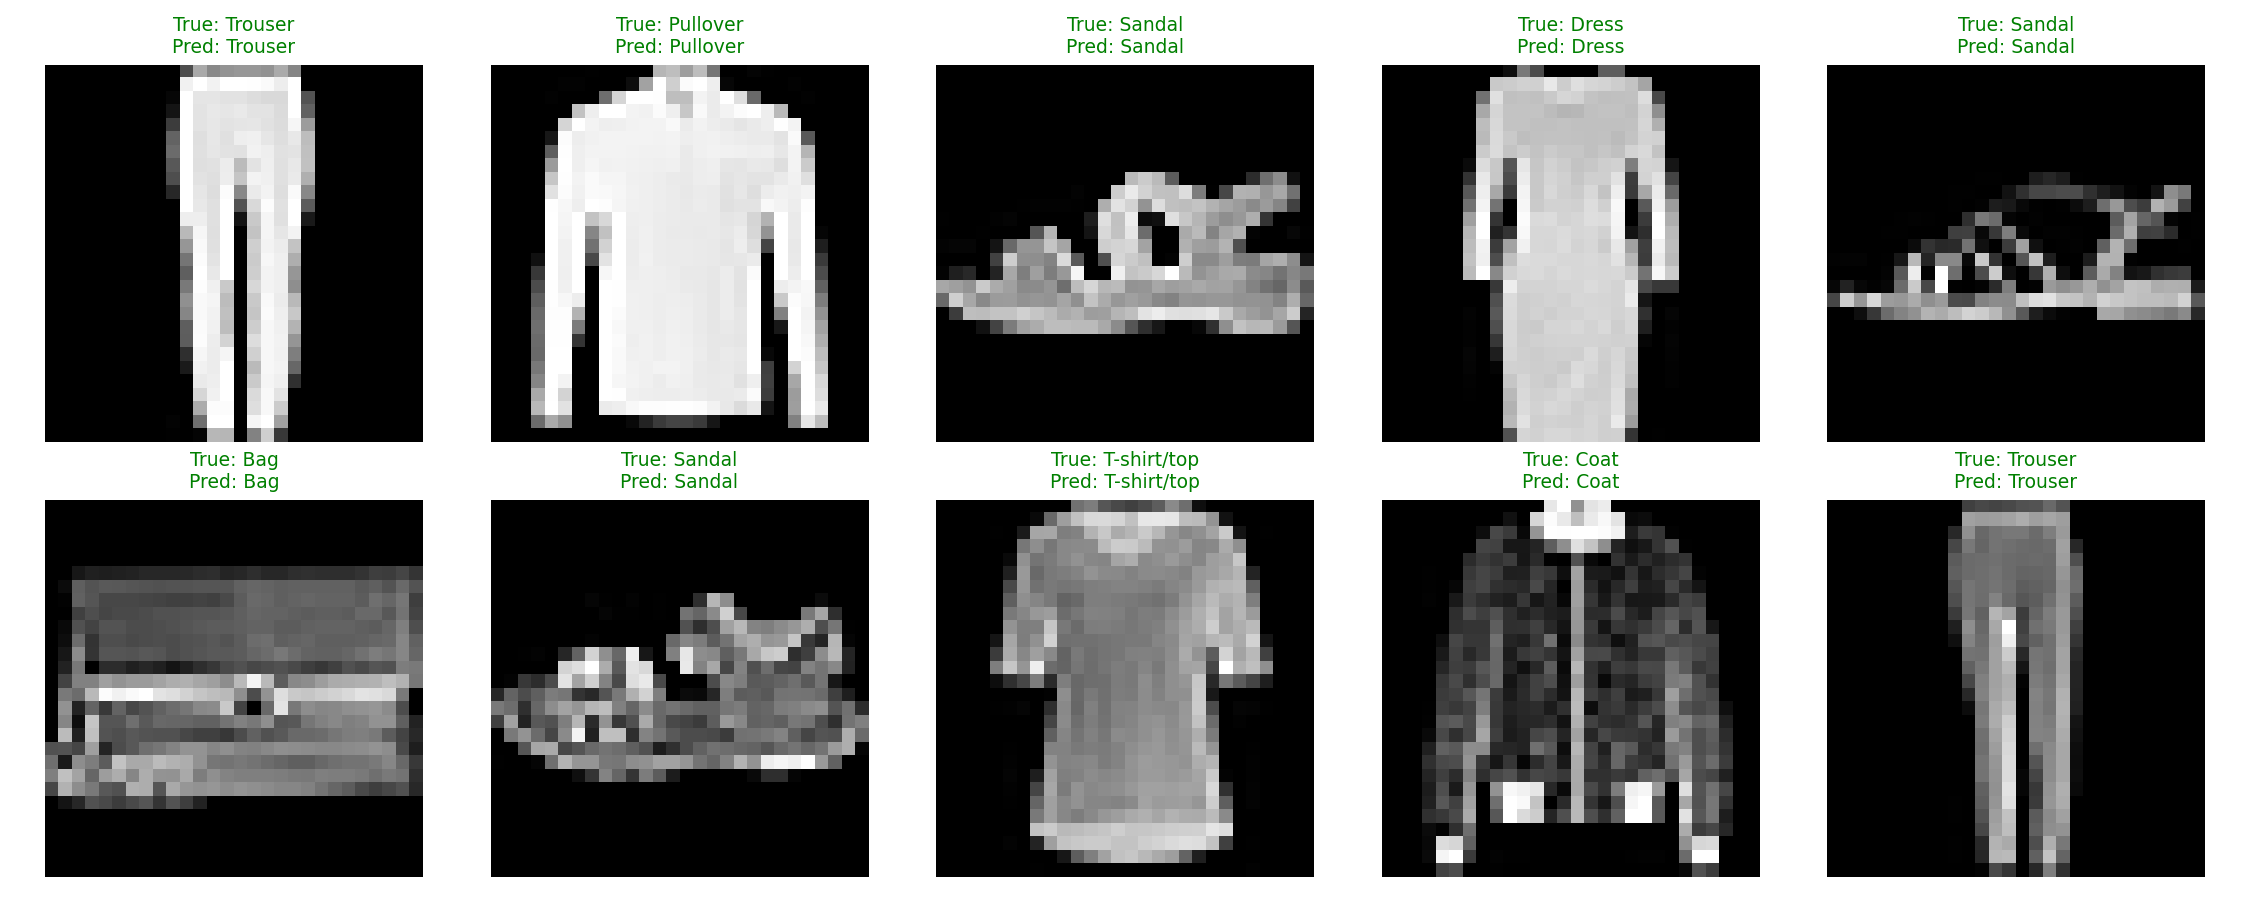 True: Trouser
Pred: Trouser
True: Pullover
Pred: Pullover
True: Sandal
Pred: Sandal
True: Dress
Pred: Dress
True: Sandal
Pred: Sandal
True: Bag
Pred: Bag
True: Sandal
Pred: Sandal
True: T-shirt/top
Pred: T-shirt/top
True: Coat
Pred: Coat
True: Trouser
Pred: Trouser